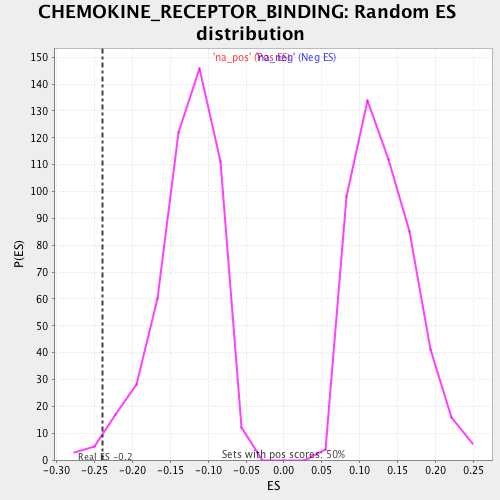 CHEMOKINE_RECEPTOR_BINDING: Random ES
distribution
'na_pos' (Pos ES)
'na_neg' (Neg ES)
150
140
130
120
110
100
90
80
70
60
50
40
30
20
10
0
P(ES)
Real ES -0.2
Sets with pos scores: 50%
-0.30 -0.25 -0.20 -0.15 -0.10 -0.05 0.00 0.05 0.10 0.15 0.20 0.25
ES